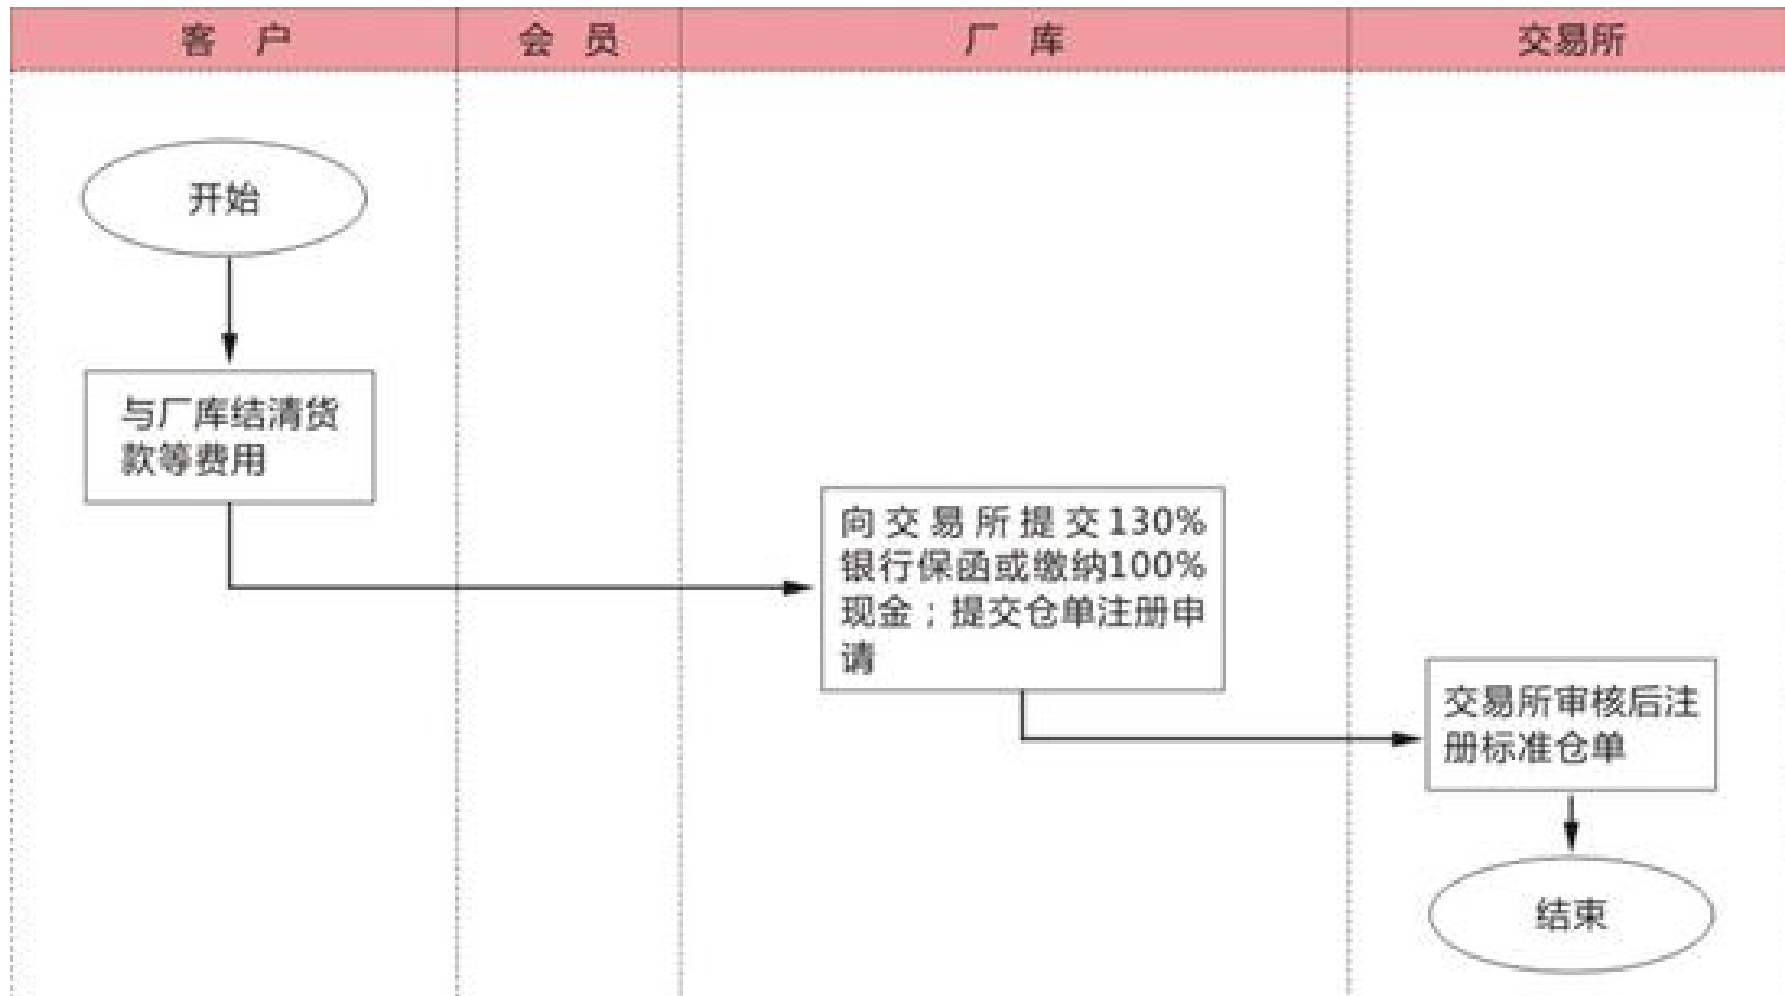 客 户
会 员
厂 库
交易所
开始
与厂库结清货
款等费用
向交易所提交130%
银行保函或缴纳100%
现金；提交仓单注册申
请
交易所审核后注
册标准仓单
结束